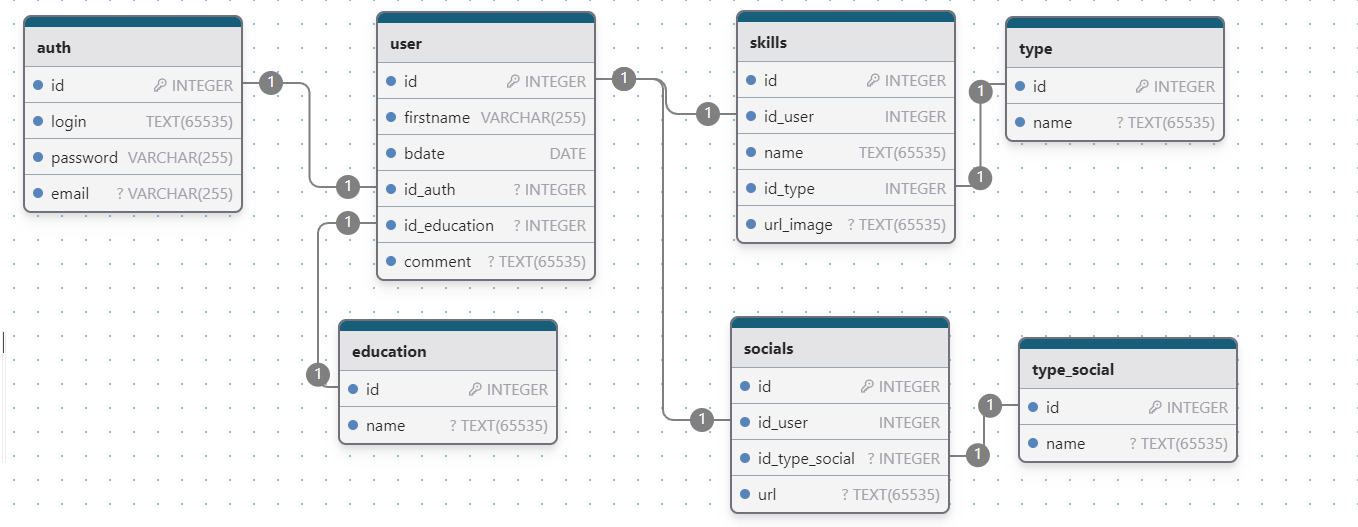 auth
id INTEGER
login TEXT(65535)
password VARCHAR(255)
email ? VARCHAR(255)
user
id INTEGER
firstname VARCHAR(255)
bdate DATE
id_auth ? INTEGER
id_education ? INTEGER
comment ? TEXT(65535)
skills
id INTEGER
id_user INTEGER
name TEXT(65535)
id_type INTEGER
url_image ? TEXT(65535)
type
id INTEGER
name ? TEXT(65535)
education
id INTEGER
name ? TEXT(65535)
socials
id INTEGER
id_user INTEGER
id_type_social ? INTEGER
url ? TEXT(65535)
type_social
id INTEGER
name ? TEXT(65535)
1
1
1
1
1
1
1
1
1
1
1